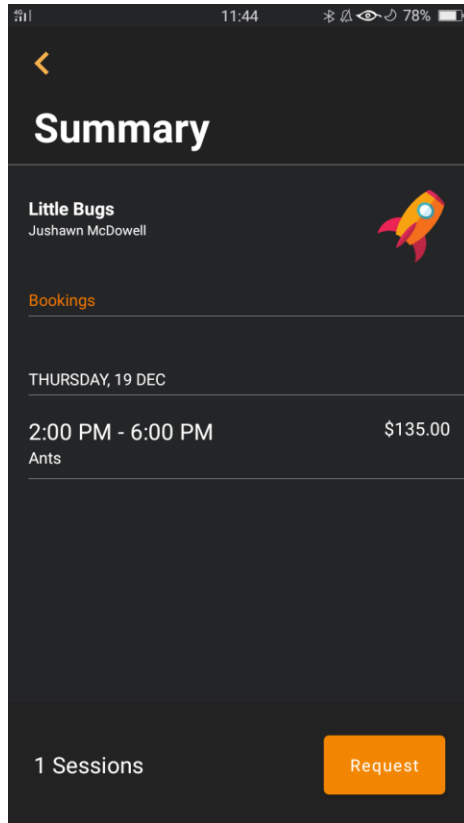 11:44 78%
Summary
Little Bugs
Jushawn McDowell
Bookings
THURSDAY, 19 DEC
2:00 PM - 6:00 PM $135.00
Ants
1 Sessions Request